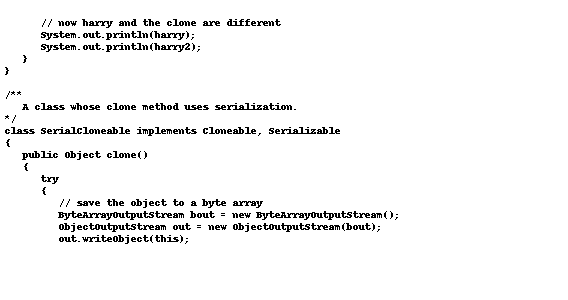 // now harry and the clone are different
System.out.println(harry);
System.out.println(harry2);
}
}
/**
A class whose clone method uses serialization.
*/
class SerialCloneable implements Cloneable, Serializable
{
public Object clone()
{
try
{
// save the object to a byte array
ByteArrayOutputStream bout = new ByteArrayOutputStream();
ObjectOutputStream out = new ObjectOutputStream(bout);
out.writeObject(this);